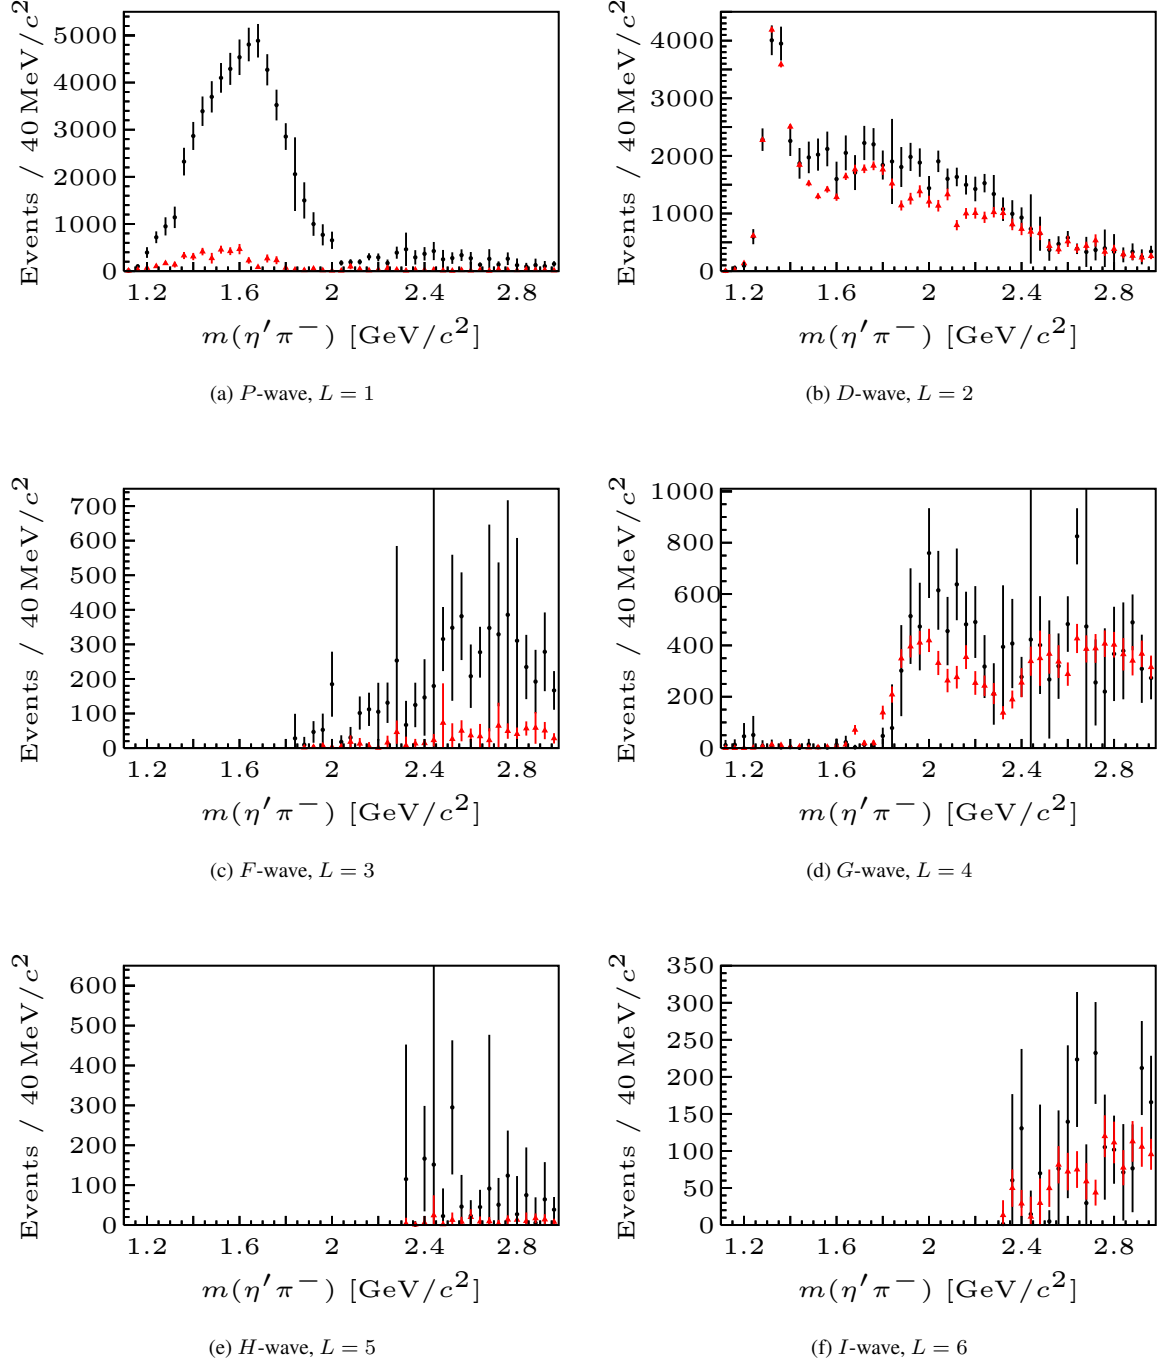 Events / 40 MeV/c²
5000
4000
3000
2000
1000
0
1.2 1.6 2 2.4 2.8
m(η′π⁻) [GeV/c²]
(a) P-wave, L = 1
Events / 40 MeV/c²
4000
3000
2000
1000
0
1.2 1.6 2 2.4 2.8
m(η′π⁻) [GeV/c²]
(b) D-wave, L = 2
Events / 40 MeV/c²
700
600
500
400
300
200
100
0
1.2 1.6 2 2.4 2.8
m(η′π⁻) [GeV/c²]
(c) F-wave, L = 3
Events / 40 MeV/c²
1000
800
600
400
200
0
1.2 1.6 2 2.4 2.8
m(η′π⁻) [GeV/c²]
(d) G-wave, L = 4
Events / 40 MeV/c²
600
500
400
300
200
100
0
1.2 1.6 2 2.4 2.8
m(η′π⁻) [GeV/c²]
(e) H-wave, L = 5
Events / 40 MeV/c²
350
300
250
200
150
100
50
0
1.2 1.6 2 2.4 2.8
m(η′π⁻) [GeV/c²]
(f) I-wave, L = 6